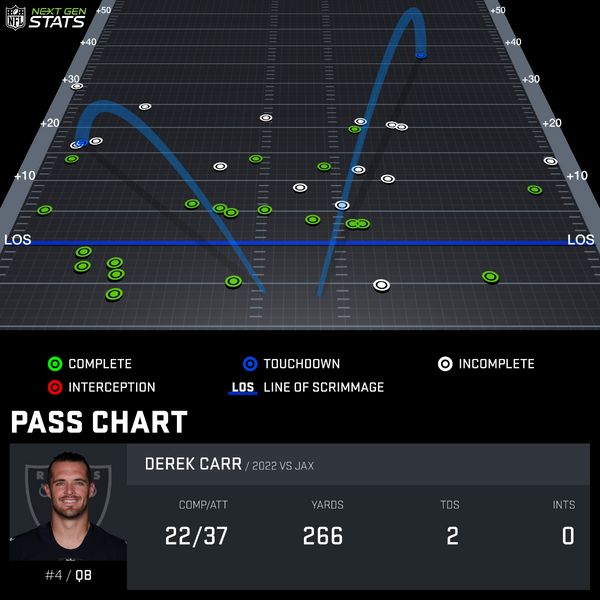 NFL NEXT GEN STATS
+50 +50
+40 +40
+30 +30
+20 +20
+10 +10
LOS LOS
COMPLETE TOUCHDOWN INCOMPLETE
INTERCEPTION LOS LINE OF SCRIMMAGE
PASS CHART
DEREK CARR / 2022 VS JAX
COMP/ATT YARDS TDS INTS
22/37 266 2 0
#4 / QB